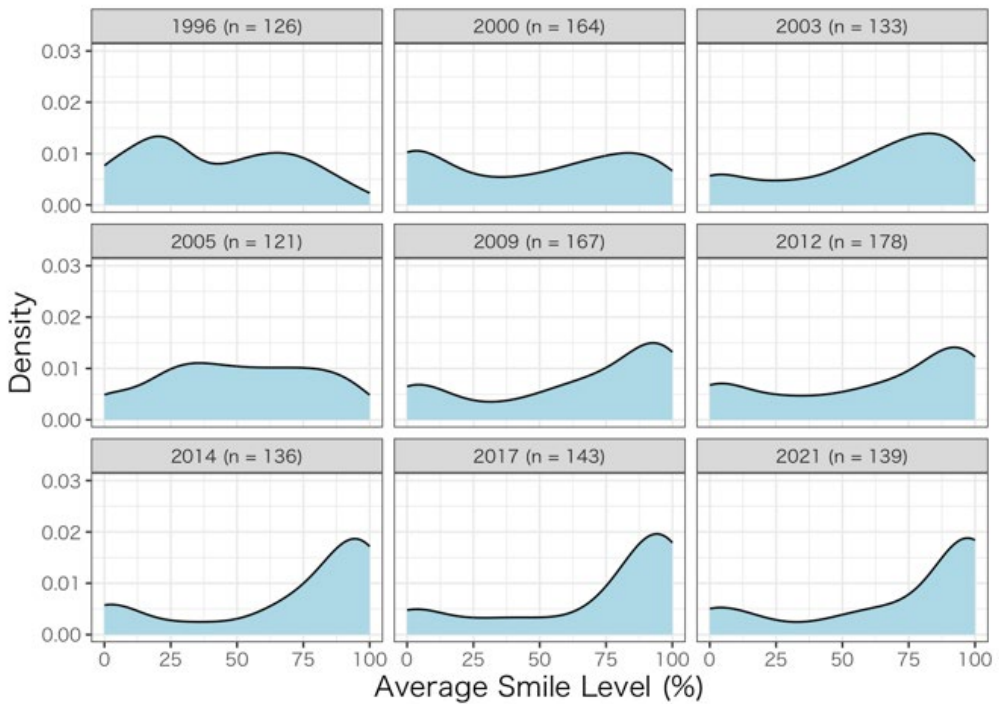 1996 (n = 126)
2000 (n = 164)
2003 (n = 133)
0.03
0.02
0.01
0.00
2005 (n = 121)
2009 (n = 167)
2012 (n = 178)
0.03
0.02
0.01
0.00
Density
2014 (n = 136)
2017 (n = 143)
2021 (n = 139)
0.03
0.02
0.01
0.00
0 25 50 75 100 0 25 50 75 100 0 25 50 75 100
Average Smile Level (%)